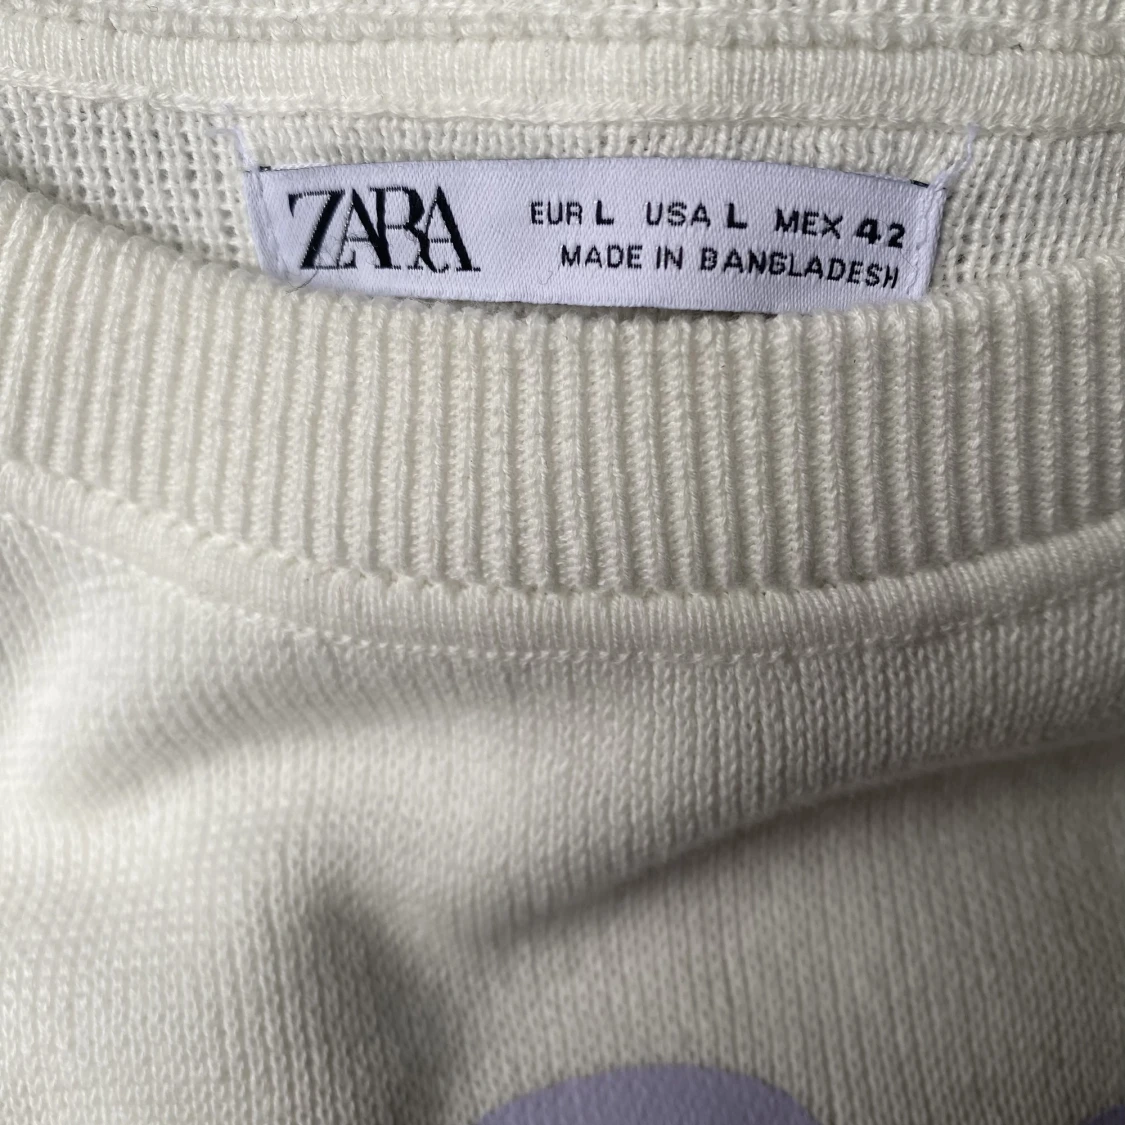 ZARA
EUR L USA L MEX 42
MADE IN BANGLADESH